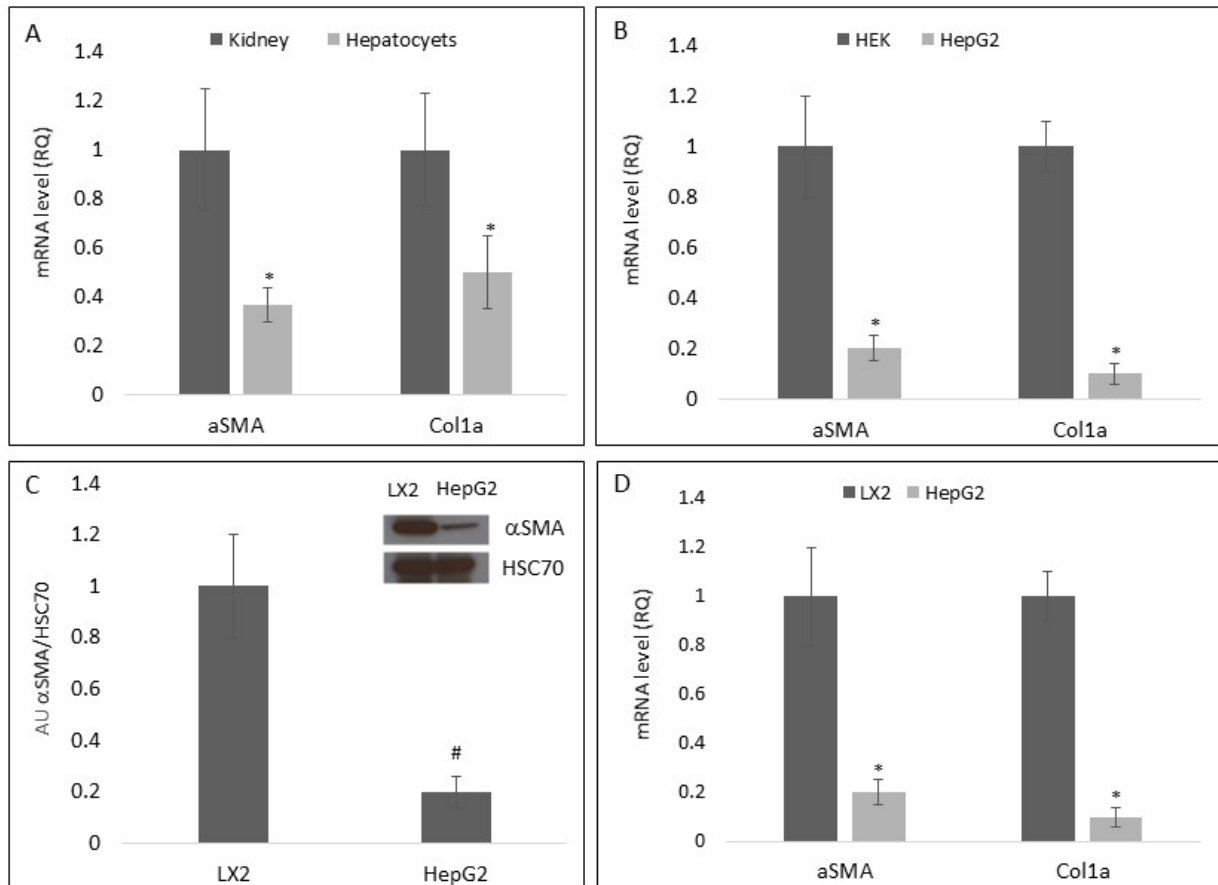 A
Kidney Hepatocyets
1.4
1.2
1
0.8
0.6
0.4
0.2
0
mRNA level (RQ)
*
*
aSMA Col1a
B
HEK HepG2
1.4
1.2
1
0.8
0.6
0.4
0.2
0
mRNA level (RQ)
*
*
aSMA Col1a
C
1.4
1.2
1
0.8
0.6
0.4
0.2
0
AU αSMA/HSC70
LX2 HepG2
αSMA
HSC70
#
LX2 HepG2
D
LX2 HepG2
1.4
1.2
1
0.8
0.6
0.4
0.2
0
mRNA level (RQ)
*
*
aSMA Col1a